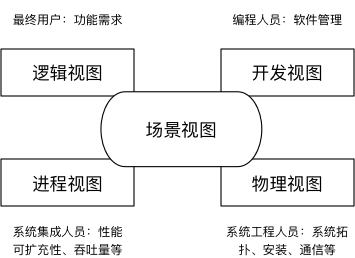 最终用户：功能需求
编程人员：软件管理
逻辑视图
开发视图
场景视图
进程视图
物理视图
系统集成人员：性能
可扩充性、吞吐量等
系统工程人员：系统拓
扑、安装、通信等